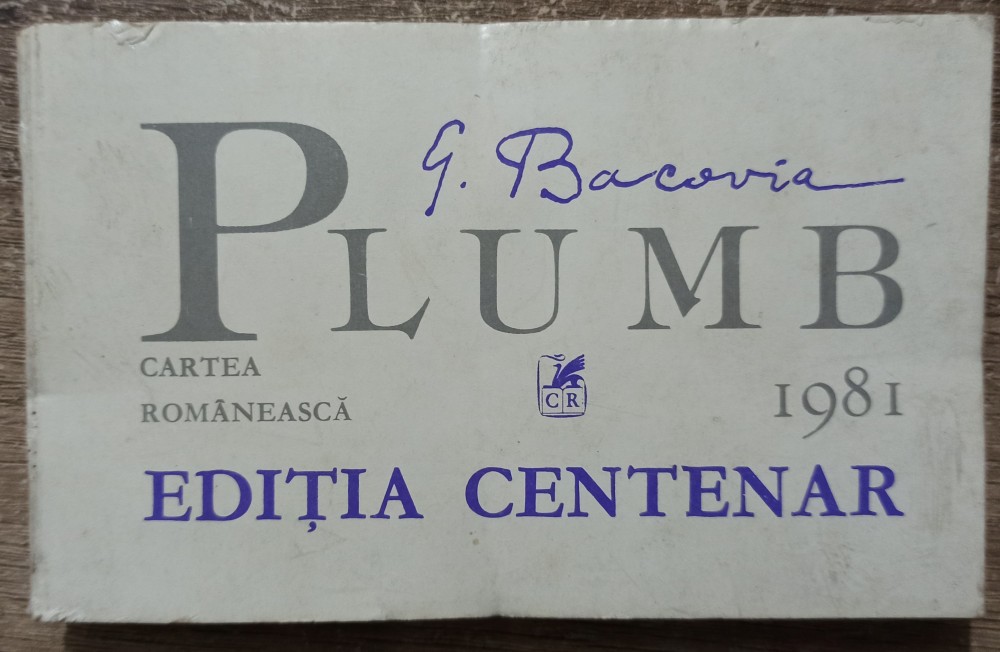 G. Bacovia
PLUMB
CARTEA
ROMÂNEASCĂ
CR
1981
EDIȚIA CENTENAR